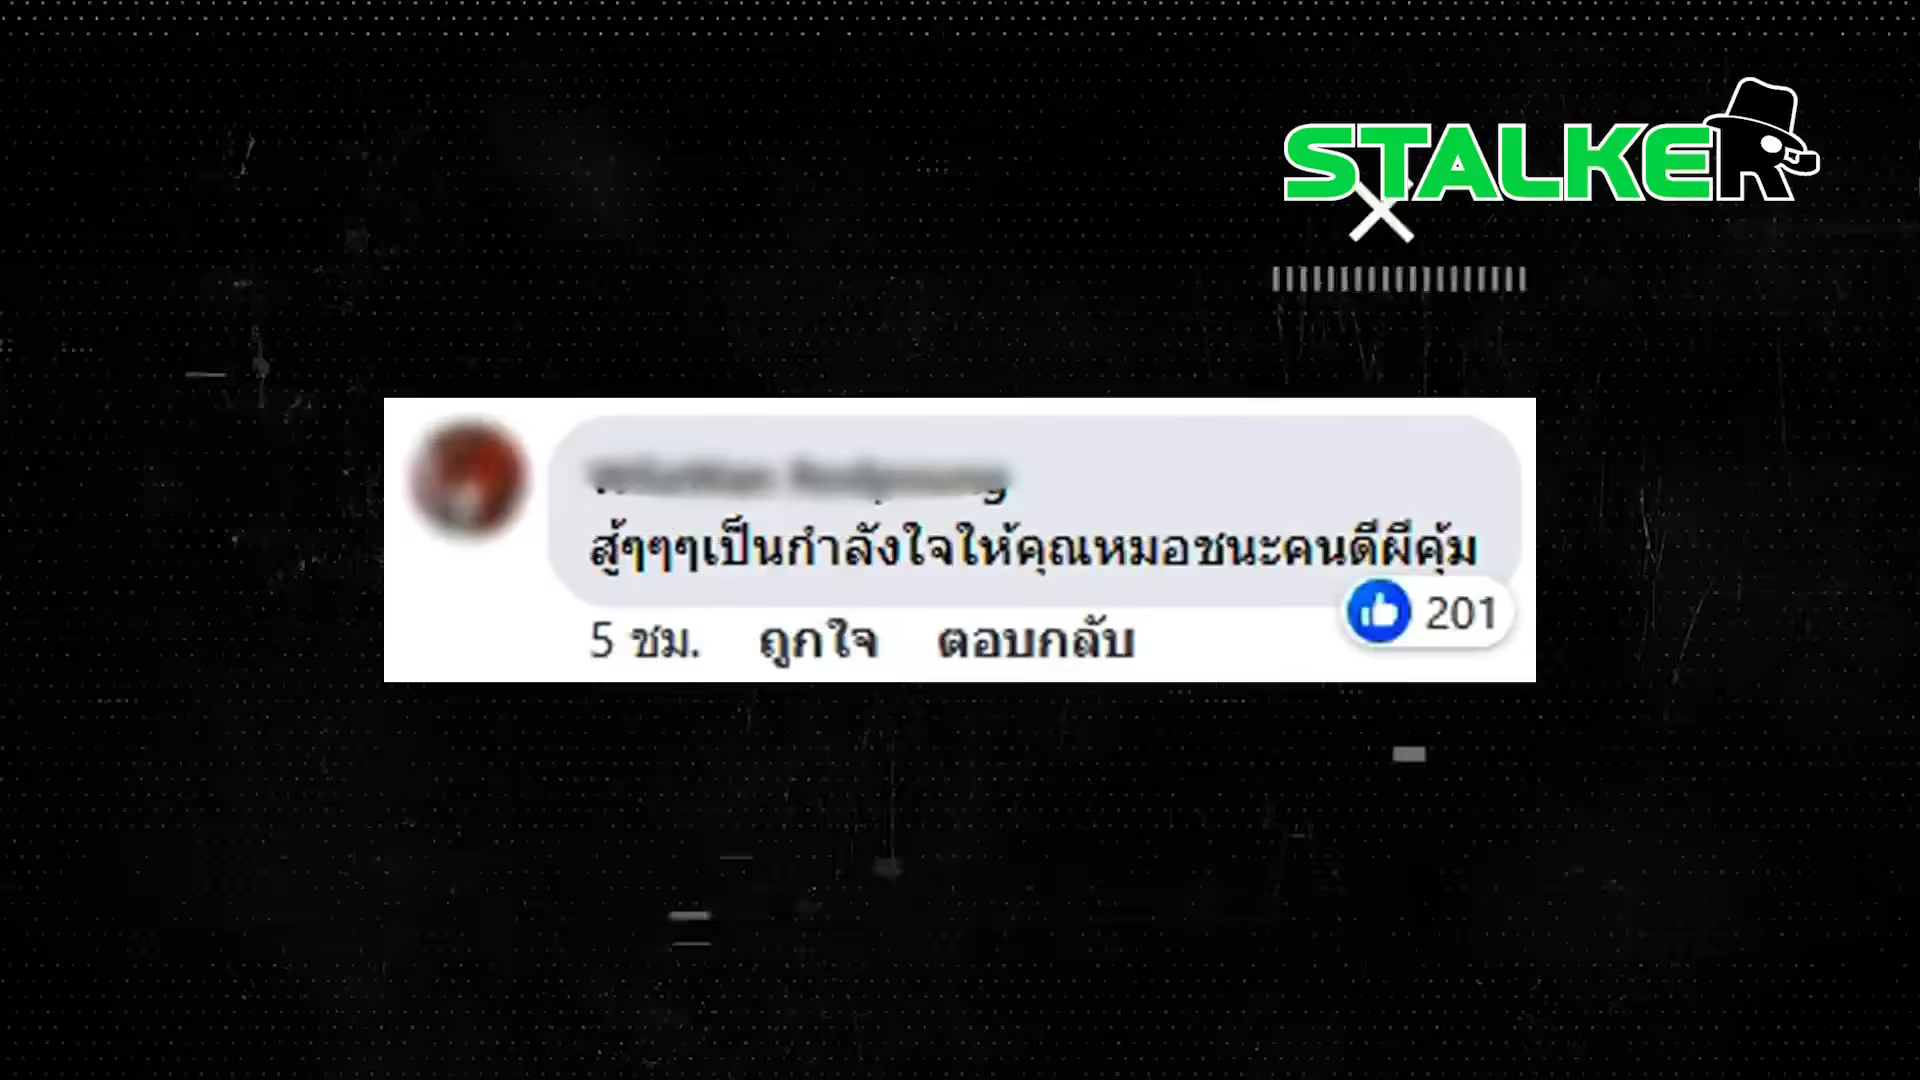 STALKER
สู้ๆๆๆเป็นกำลังใจให้คุณหมอชนะคนดีผีคุ้ม
201
5 ชม. ถูกใจ ตอบกลับ